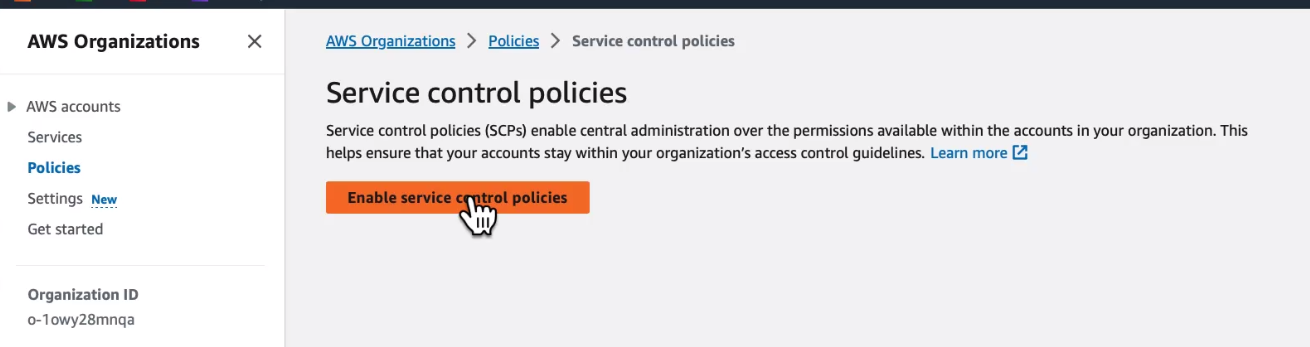 AWS Organizations
AWS accounts
Services
Policies
Settings New
Get started
Organization ID
o-1owy28mnqa
AWS Organizations > Policies > Service control policies
Service control policies
Service control policies (SCPs) enable central administration over the permissions available within the accounts in your organization. This
helps ensure that your accounts stay within your organization's access control guidelines. Learn more
Enable service control policies